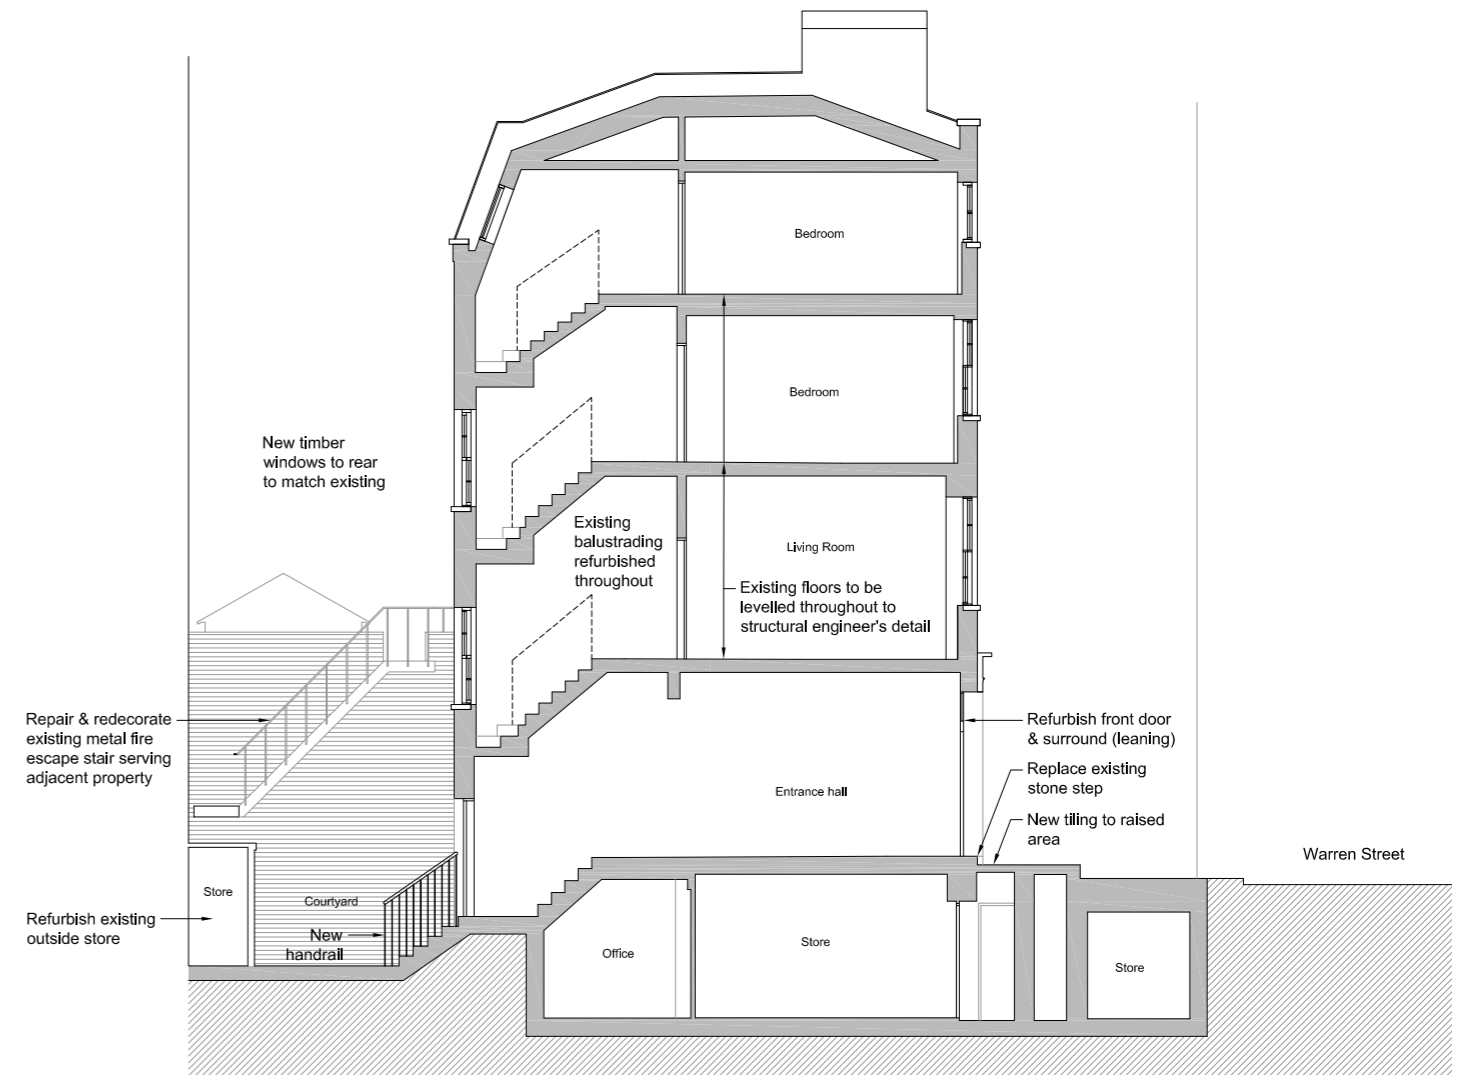 Bedroom
Bedroom
New timber
windows to rear
to match existing
Existing
balustrading
refurbished
throughout
Living Room
Existing floors to be
levelled throughout to
structural engineer's detail
Repair & redecorate
existing metal fire
escape stair serving
adjacent property
Refurbish front door
& surround (leaning)
Replace existing
stone step
Entrance hall
New tiling to raised
area
Warren Street
Store
Courtyard
Refurbish existing
outside store
New
handrail
Office
Store
Store